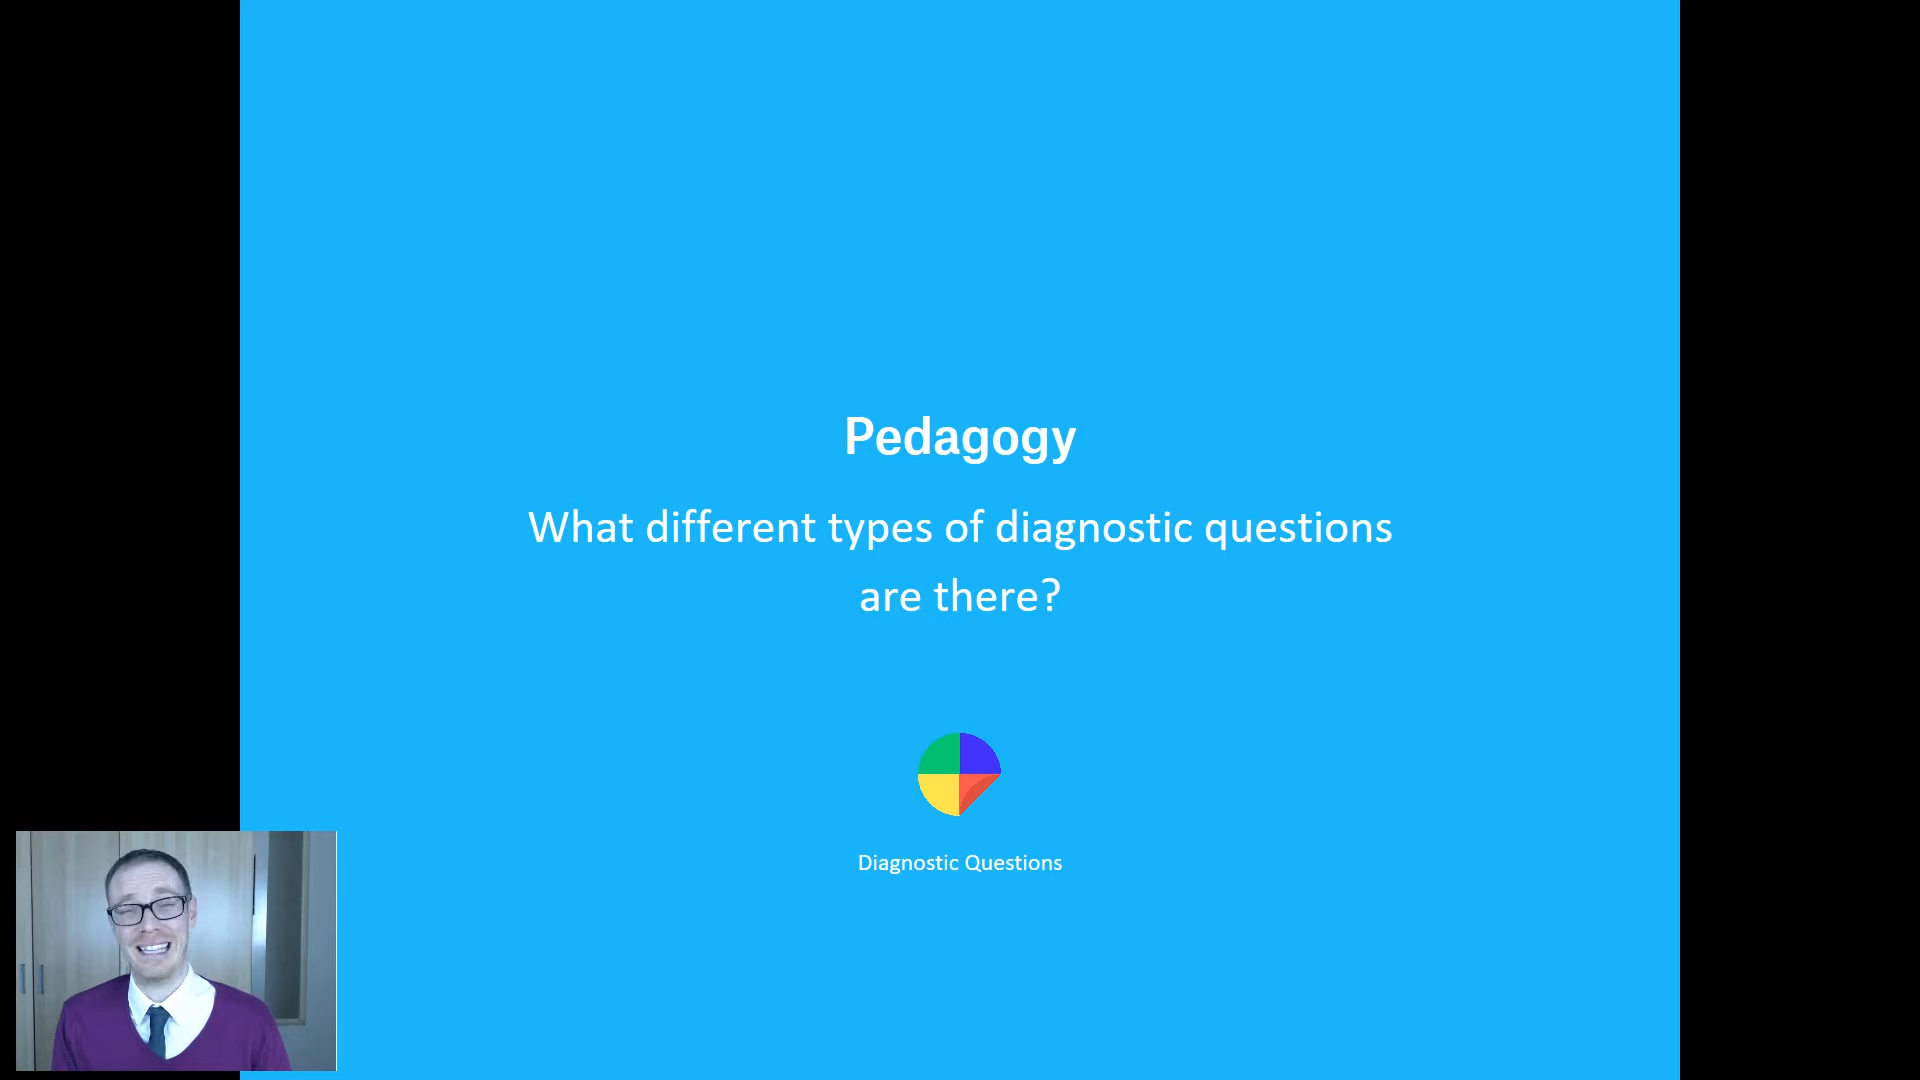 Pedagogy
What different types of diagnostic questions
are there?
Diagnostic Questions